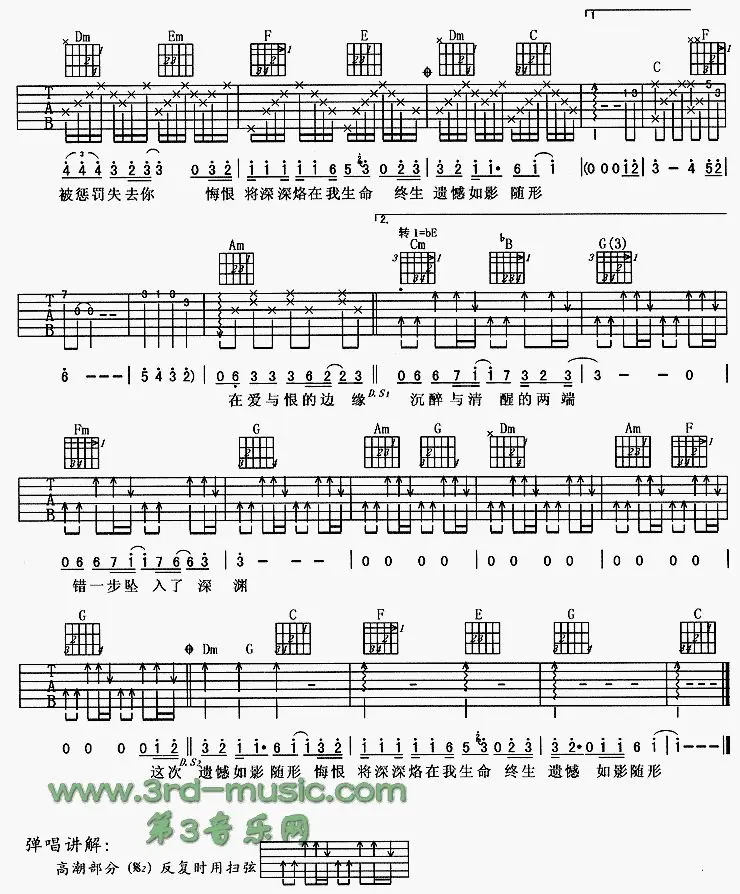 1.
Dm Em F E Dm C C F
4 4 4 4 3 2 3 0 3 2 1 1 1 1 1 6 5 3 0 2 3 3 2 1 1· 6 1 1 (0 0 0 1 2 3 - 4 5 2
被惩罚失去你 悔恨 将深深烙在我生命 终生 遗憾如影 随形
2.
转 1=bE
Am Cm bB G(3)
6 - - - 5 4 3 2) 0 6 3 3 3 6 2 2 3 0 6 6 7 1 1 7 3 2 3 3 - - 0
在爱与恨的边 缘 D.S1 沉醉与清 醒的两端
Fm G Am G Dm Am F
0 6 6 7 1 1 7 6 6 3 3 - - - 0 0 0 0 0 0 0 0 0 0 0 0
错一步坠 入了 深 渊
G Dm G C F E G C
0 0 0 0 1 2 3 2 1 1· 6 1 1 3 2 1 1 1 1 1 6 5 3 0 2 3 3 2· 0 1 1 6 1 1 - - -
这次 D.S2 遗憾如影随形 悔恨 将深深烙在我生命 终生 遗憾 如影随形
www.3rd-music.com
第3音乐网
弹唱讲解:
高潮部分 (%2) 反复时用扫弦